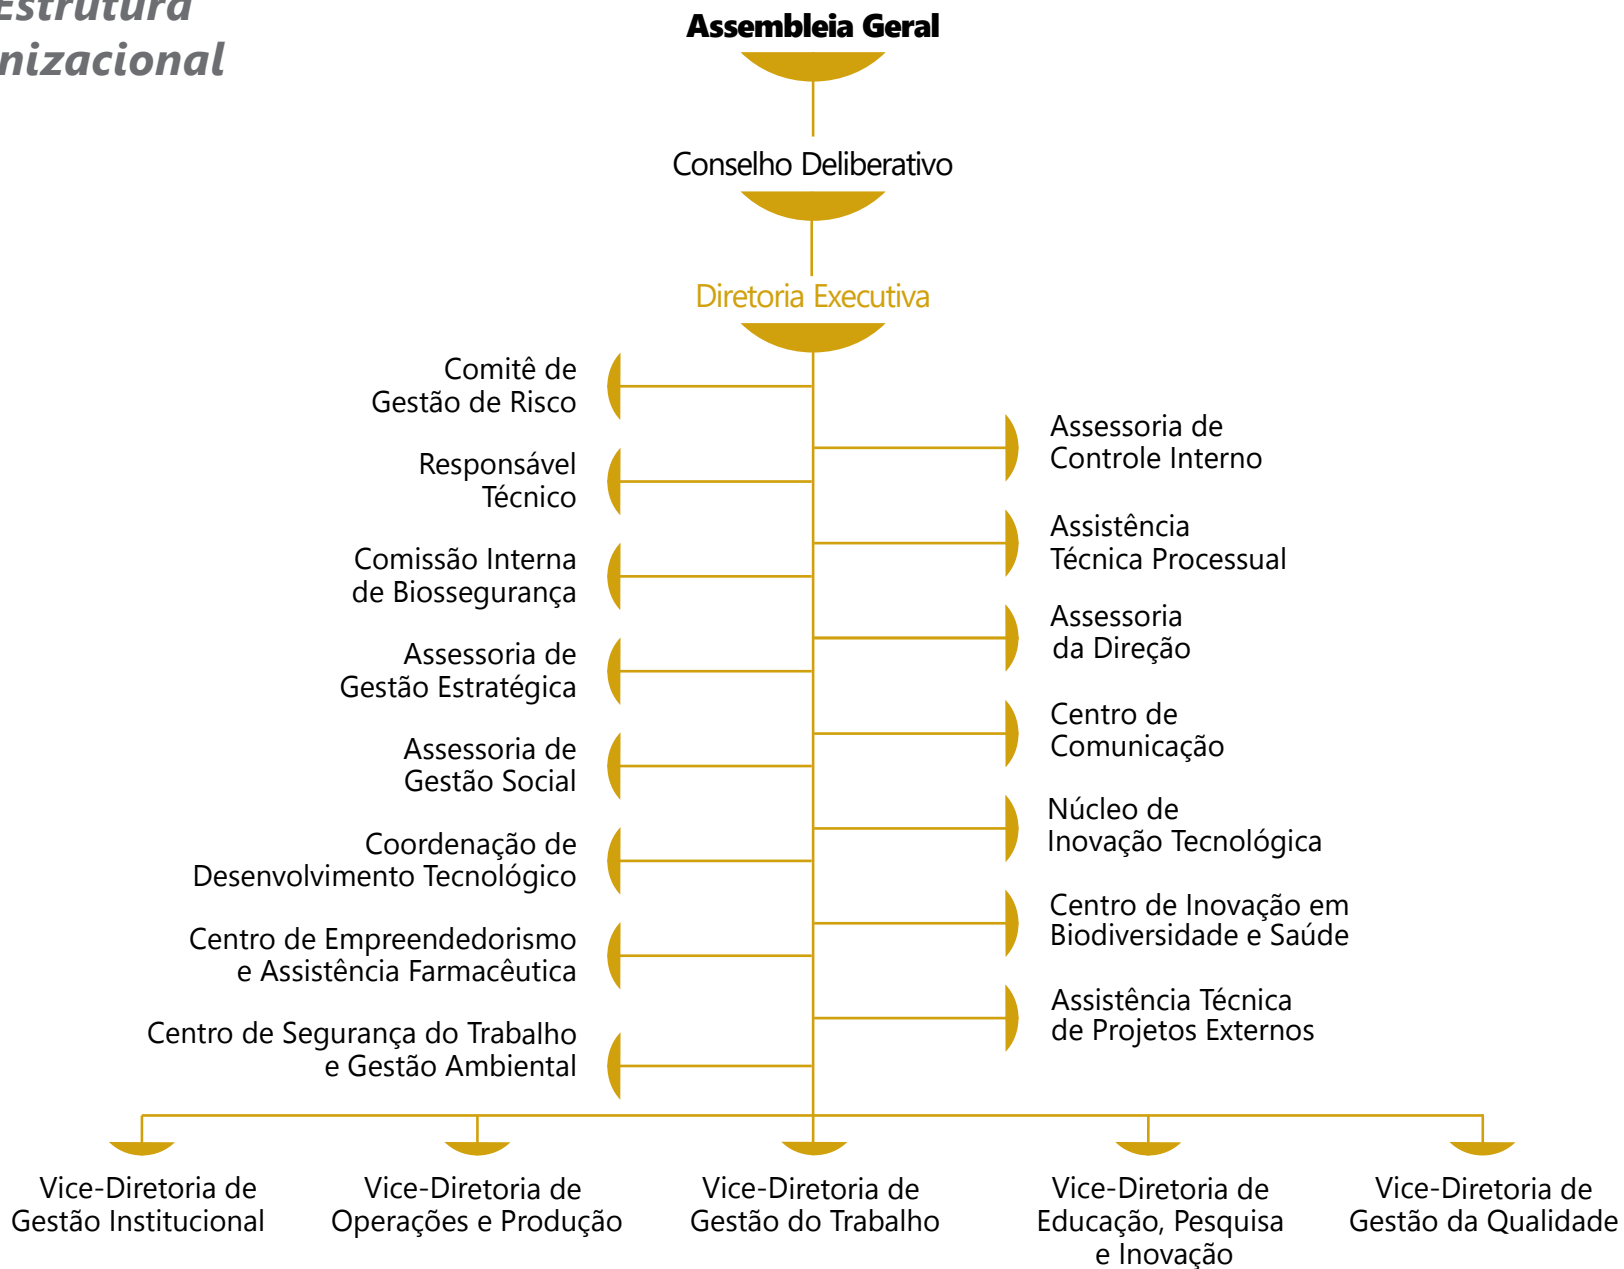 Estrutura
nizacional
Assembleia Geral
Conselho Deliberativo
Diretoria Executiva
Comitê de
Gestão de Risco
Responsável
Técnico
Comissão Interna
de Biossegurança
Assessoria de
Gestão Estratégica
Assessoria de
Gestão Social
Coordenação de
Desenvolvimento Tecnológico
Centro de Empreendedorismo
e Assistência Farmacêutica
Centro de Segurança do Trabalho
e Gestão Ambiental
Assessoria de
Controle Interno
Assistência
Técnica Processual
Assessoria
da Direção
Centro de
Comunicação
Núcleo de
Inovação Tecnológica
Centro de Inovação em
Biodiversidade e Saúde
Assistência Técnica
de Projetos Externos
Vice-Diretoria de
Gestão Institucional
Vice-Diretoria de
Operações e Produção
Vice-Diretoria de
Gestão do Trabalho
Vice-Diretoria de
Educação, Pesquisa
e Inovação
Vice-Diretoria de
Gestão da Qualidade